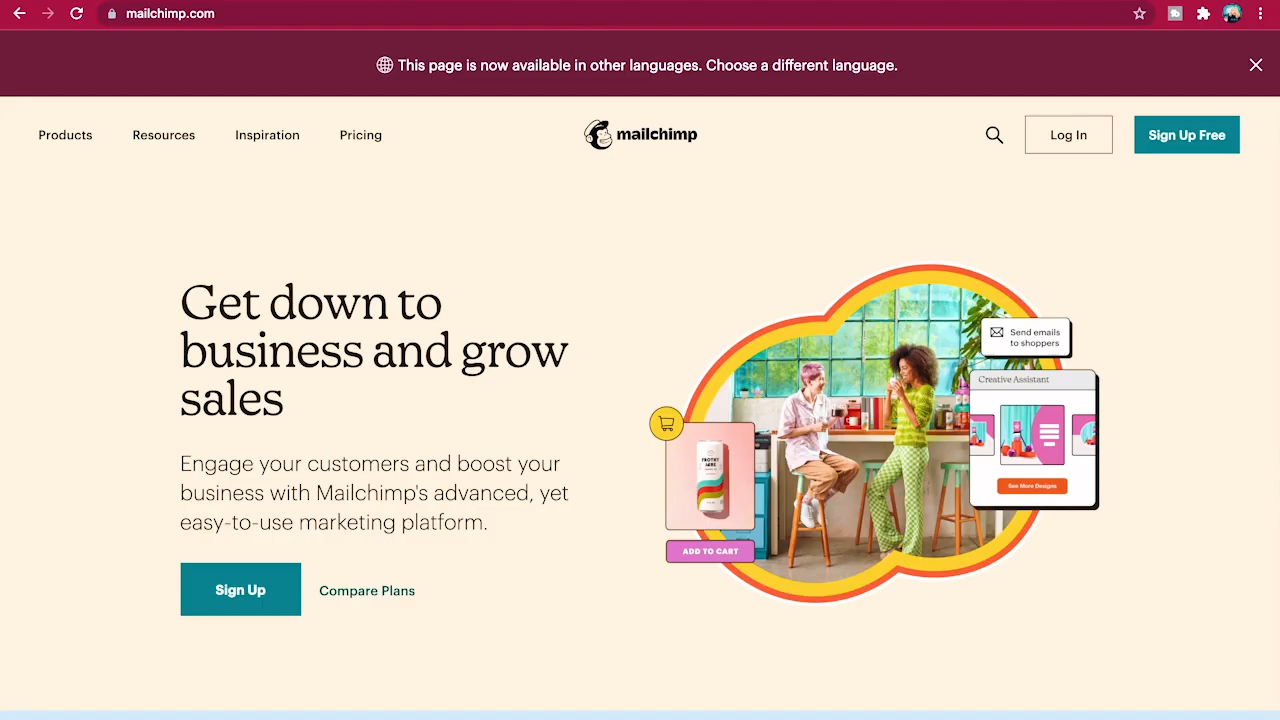 mailchimp.com
This page is now available in other languages. Choose a different language.
Products Resources Inspiration Pricing
mailchimp
Log In
Sign Up Free
Get down to
business and grow
sales
Engage your customers and boost your
business with Mailchimp's advanced, yet
easy-to-use marketing platform.
Sign Up
Compare Plans
Send emails
to shoppers
Creative Assistant
See More Designs
ADD TO CART